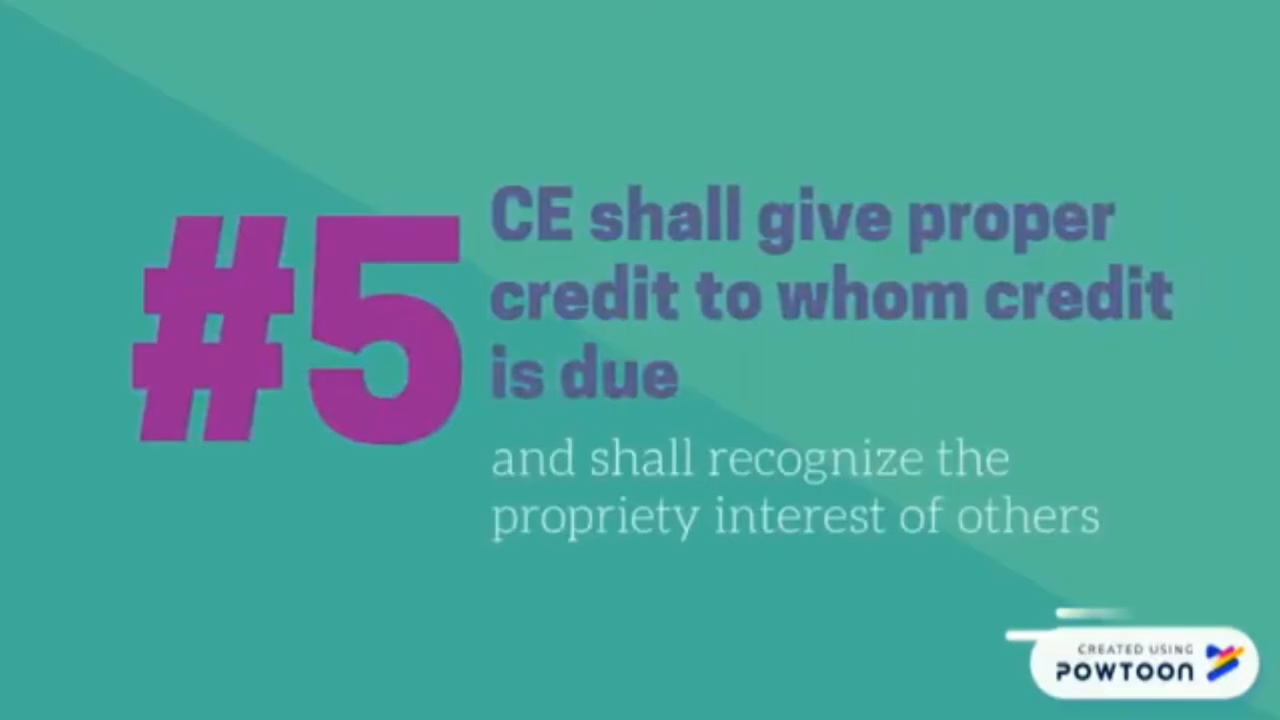 #5
CE shall give proper
credit to whom credit
is due
and shall recognize the
propriety interest of others
CREATED USING
POWTOON